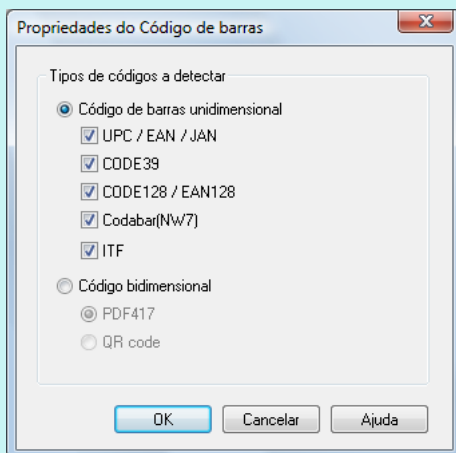 Propriedades do Código de barras
Tipos de códigos a detectar
Código de barras unidimensional
UPC / EAN / JAN
CODE39
CODE128 / EAN128
Codabar(NW7)
ITF
Código bidimensional
PDF417
QR code
OK Cancelar Ajuda